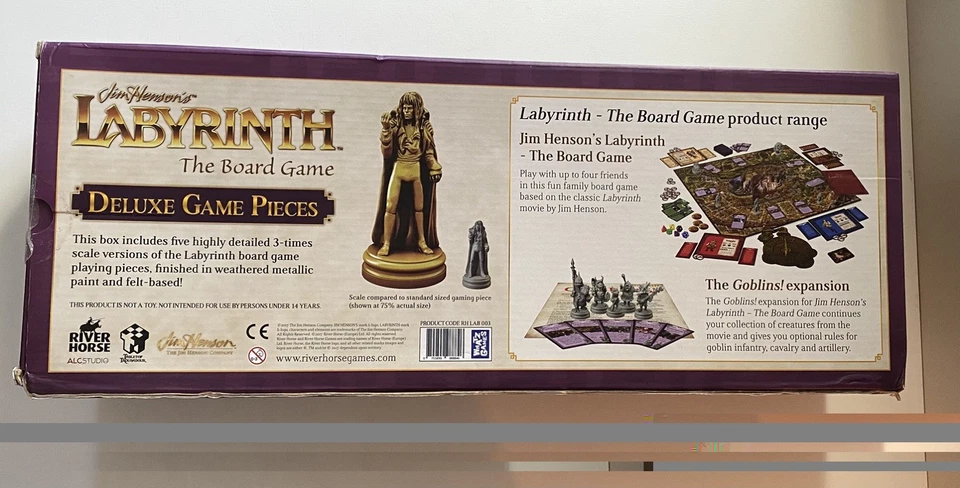 Jim Henson's
LABYRINTH™
The Board Game
DELUXE GAME PIECES
This box includes five highly detailed 3-times
scale versions of the Labyrinth board game
playing pieces, finished in weathered metallic
paint and felt-based!
THIS PRODUCT IS NOT A TOY. NOT INTENDED FOR USE BY PERSONS UNDER 14 YEARS.
RIVER
HORSE
ALCSTUDIO
Jim Henson
THE JIM HENSON COMPANY
CE
0-3
www.riverhorsegames.com
Scale compared to standard sized gaming piece
(shown at 75% actual size)
PRODUCT CODE RH LAB 003
Labyrinth - The Board Game product range
Jim Henson's Labyrinth
- The Board Game
Play with up to four friends
in this fun family board game
based on the classic Labyrinth
movie by Jim Henson.
The Goblins! expansion
The Goblins! expansion for Jim Henson's
Labyrinth - The Board Game continues
your collection of creatures from the
movie and gives you optional rules for
goblin infantry, cavalry and artillery.